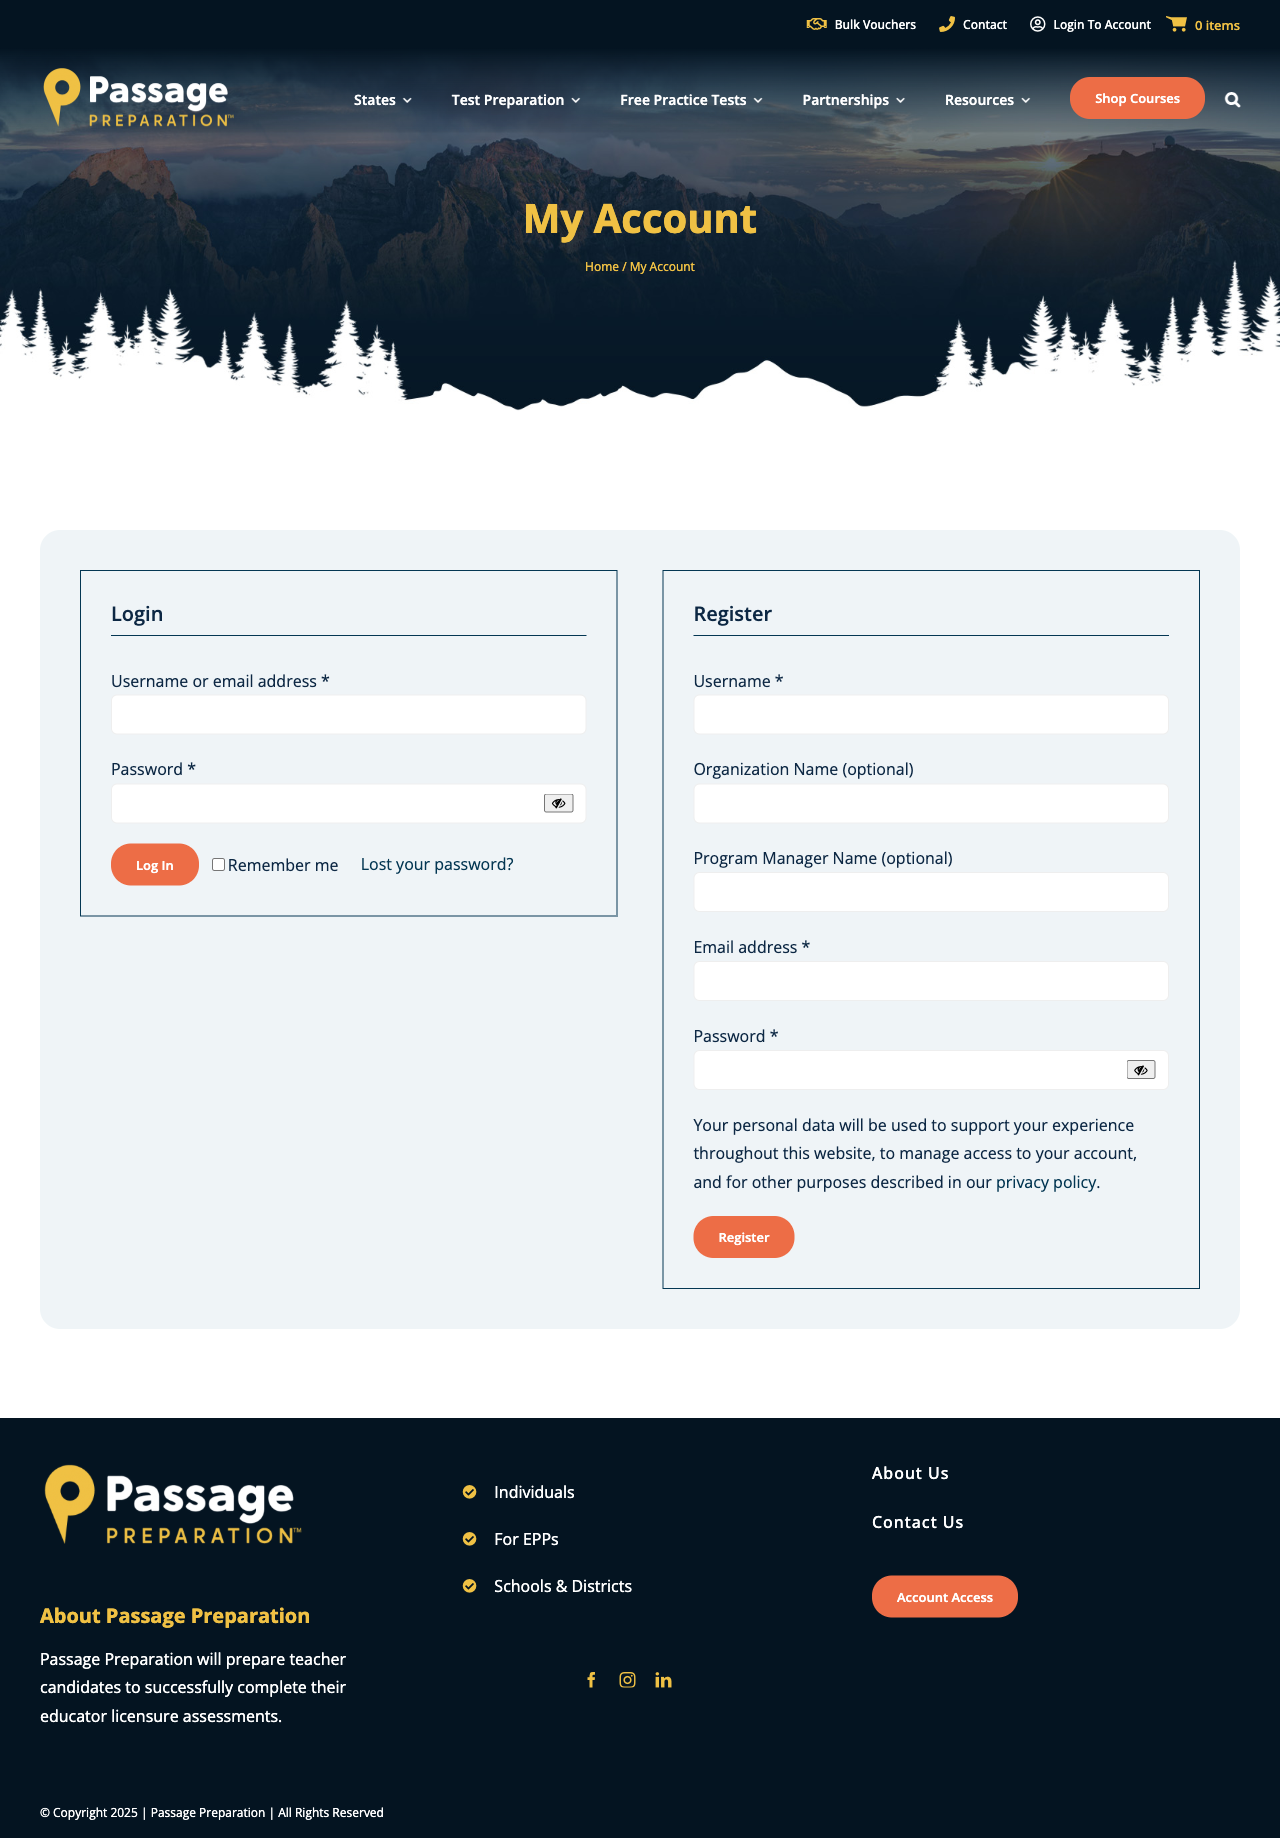 Bulk Vouchers
Contact
Login To Account
0 items
Passage
PREPARATION™
States
Test Preparation
Free Practice Tests
Partnerships
Resources
Shop Courses
My Account
Home / My Account
Login
Username or email address *
Password *
Log In
Remember me
Lost your password?
Register
Username *
Organization Name (optional)
Program Manager Name (optional)
Email address *
Password *
Your personal data will be used to support your experience
throughout this website, to manage access to your account,
and for other purposes described in our privacy policy.
Register
Passage
PREPARATION™
About Passage Preparation
Passage Preparation will prepare teacher
candidates to successfully complete their
educator licensure assessments.
Individuals
For EPPs
Schools & Districts
About Us
Contact Us
Account Access
© Copyright 2025 | Passage Preparation | All Rights Reserved